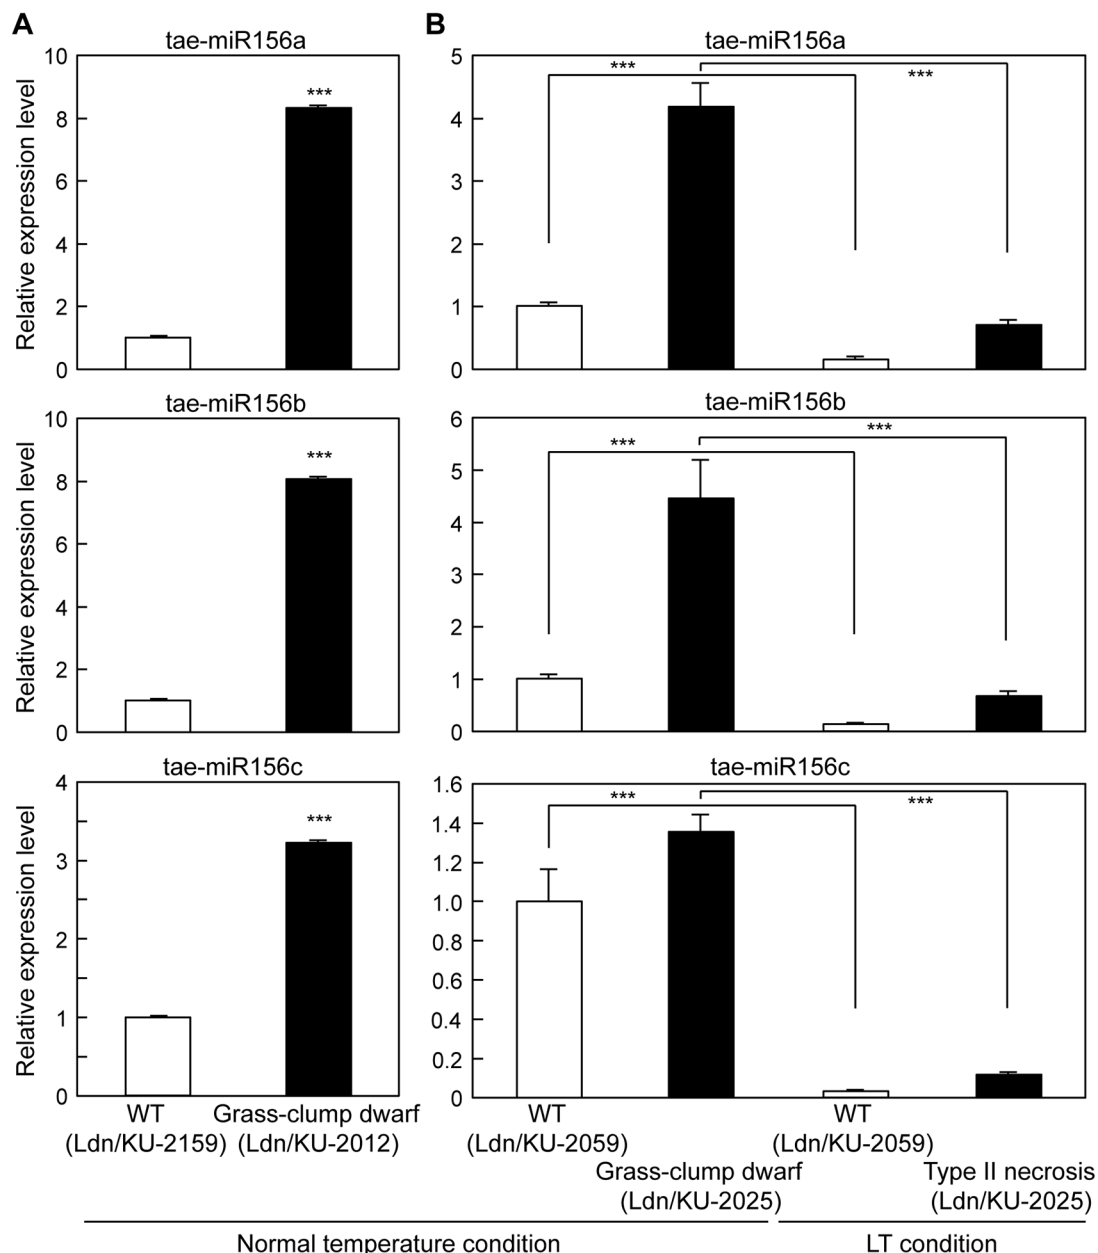 A
tae-miR156a
Relative expression level
10
8
6
4
2
0
***
tae-miR156b
Relative expression level
10
8
6
4
2
0
***
tae-miR156c
Relative expression level
4
3
2
1
0
***
WT
(Ldn/KU-2159)
Grass-clump dwarf
(Ldn/KU-2012)
B
tae-miR156a
5
4
3
2
1
0
***
***
tae-miR156b
6
5
4
3
2
1
0
***
***
tae-miR156c
1.6
1.4
1.2
1.0
0.8
0.6
0.4
0.2
0
***
***
WT
(Ldn/KU-2059)
Grass-clump dwarf
(Ldn/KU-2025)
WT
(Ldn/KU-2059)
Type II necrosis
(Ldn/KU-2025)
Normal temperature condition
LT condition